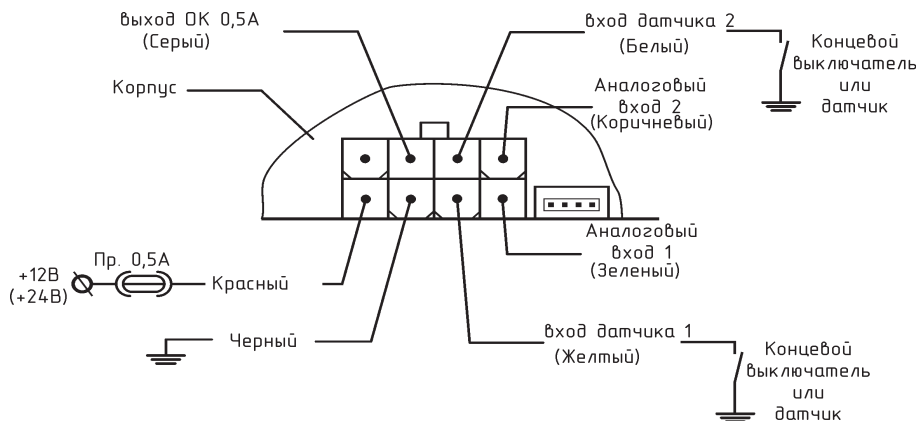 выход ОК 0,5А
(Серый)
вход датчика 2
(Белый)
Концевой
выключатель
или
датчик
Корпус
Аналоговый
вход 2
(Коричневый)
Аналоговый
вход 1
(Зеленый)
Пр. 0,5А
+12В
(+24В)
Красный
Черный
вход датчика 1
(Желтый)
Концевой
выключатель
или
датчик